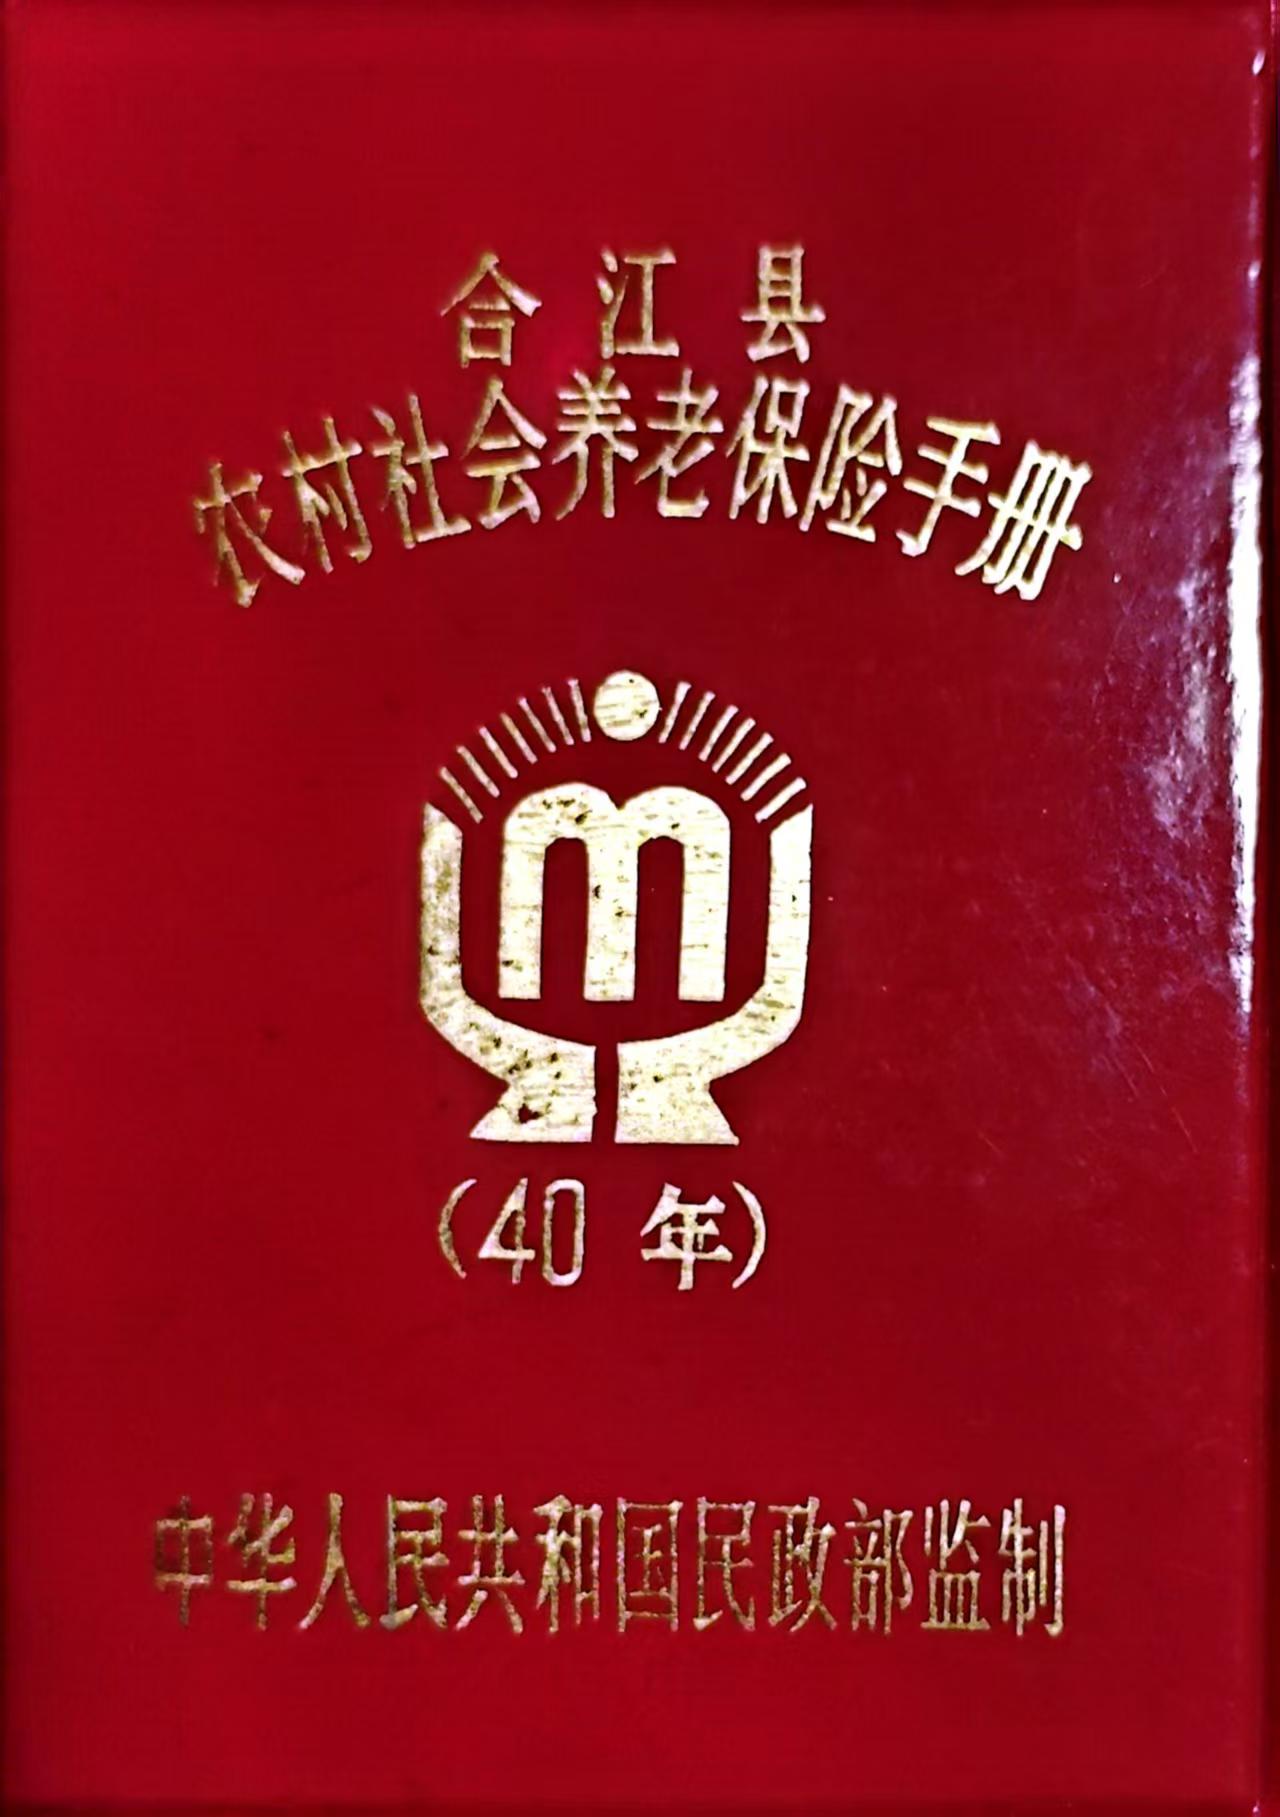 合江县
农村社会养老保险手册
(40年)
中华人民共和国民政部监制